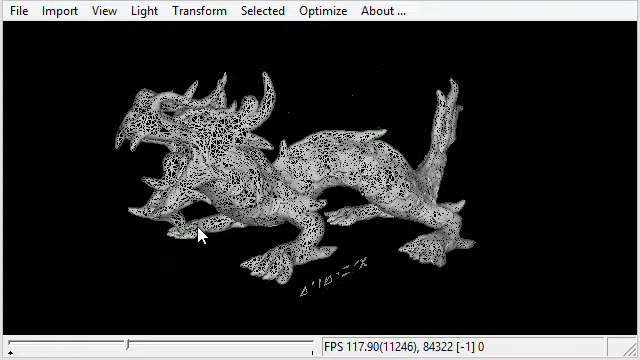 File Import View Light Transform Selected Optimize About ...
FPS 117.90(11246), 84322 [-1] 0